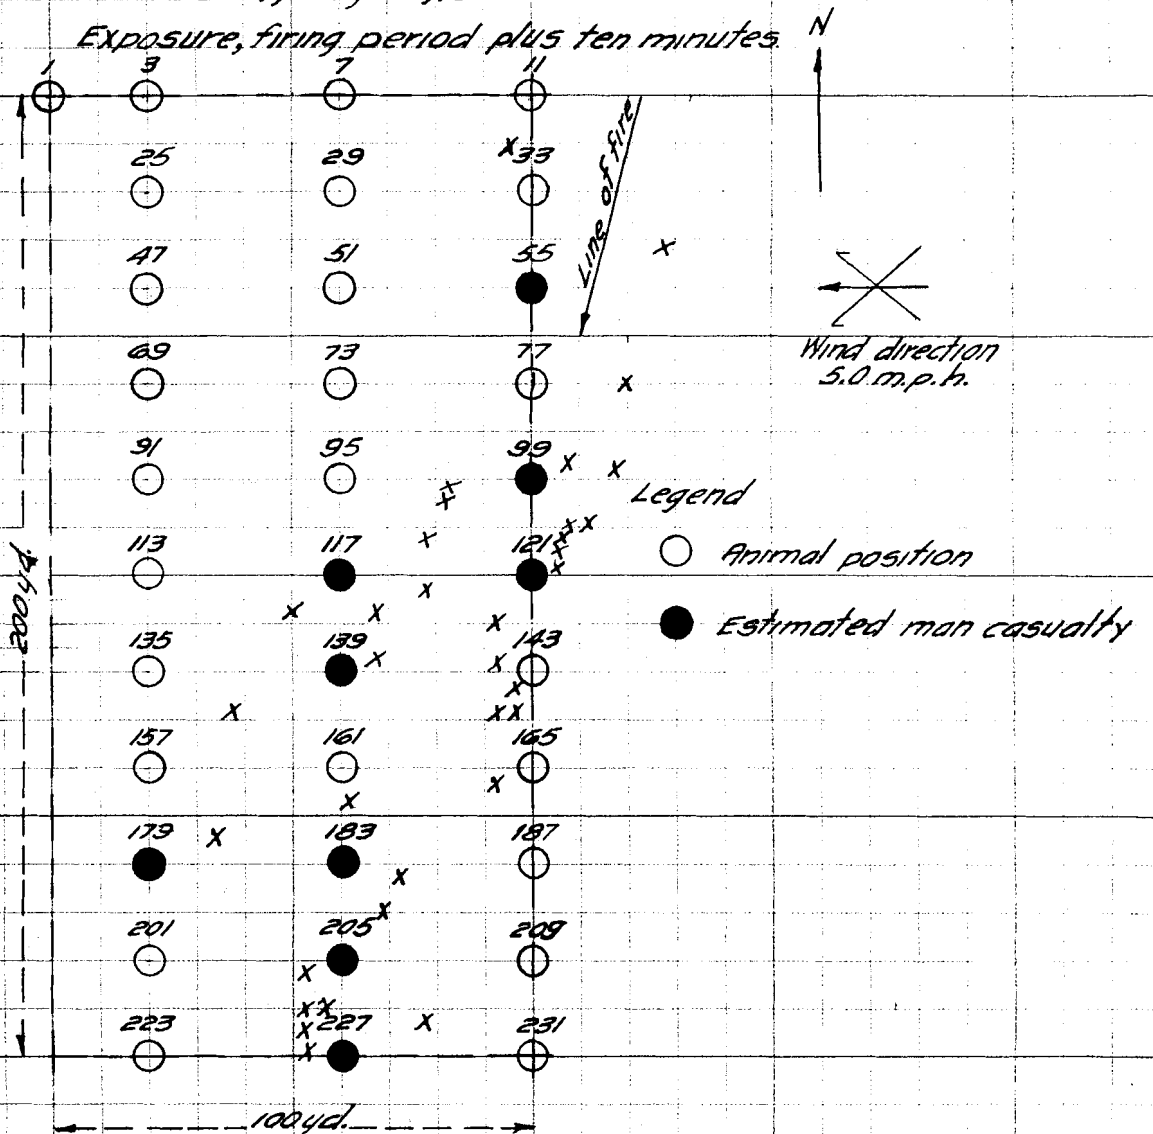 Exposure, firing period plus ten minutes
N
1 3 7 11
x33
25 29
Line of fire
47 51 55
69 73 77
Wind direction
5.0 m.p.h.
91 95 99
Legend
113 117 121
Animal position
200 yd.
Estimated man casualty
135 139 143
157 161 165
179 183 187
201 205 209
223 227 231
100 yd.